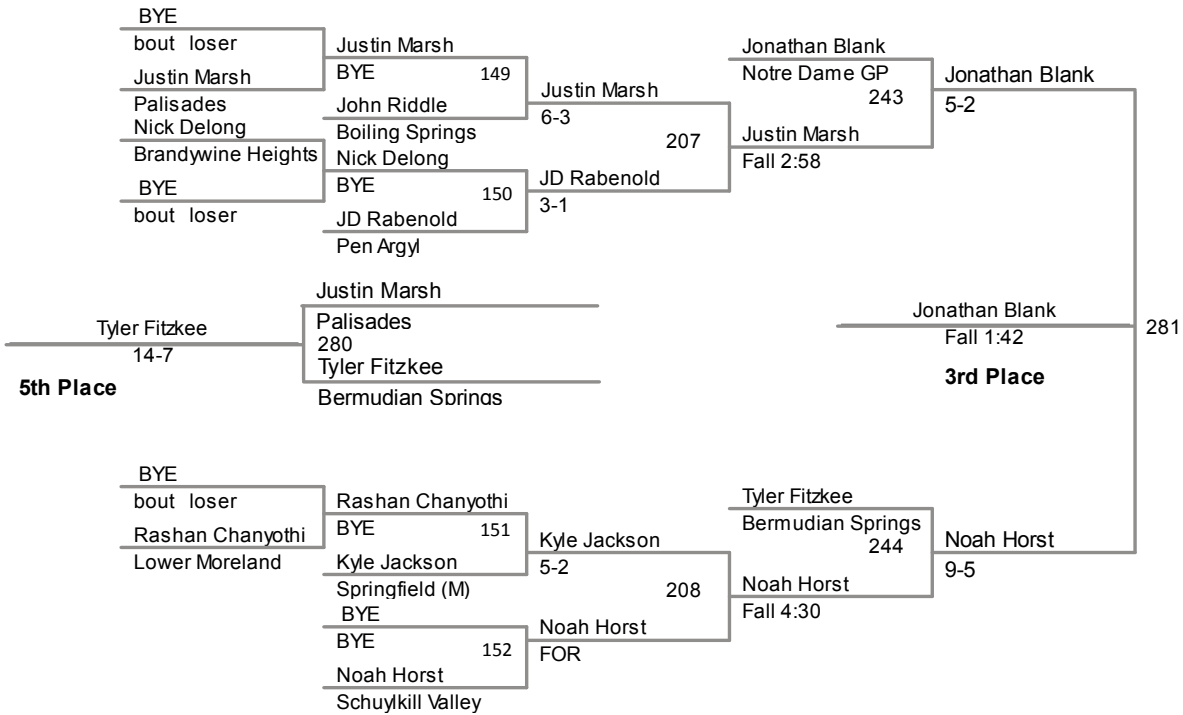 BYE
bout loser
Justin Marsh
Palisades
Nick Delong
Brandywine Heights
BYE
bout loser
Justin Marsh
BYE
149
John Riddle
Boiling Springs
Nick Delong
BYE
150
JD Rabenold
Pen Argyl
Justin Marsh
6-3
207
JD Rabenold
3-1
Jonathan Blank
Notre Dame GP
243
Justin Marsh
Fall 2:58
Jonathan Blank
5-2
Tyler Fitzkee
14-7
5th Place
Justin Marsh
Palisades
280
Tyler Fitzkee
Bermudian Springs
Jonathan Blank
Fall 1:42
3rd Place
281
BYE
bout loser
Rashan Chanyothi
Lower Moreland
Rashan Chanyothi
BYE
151
Kyle Jackson
Springfield (M)
BYE
BYE
152
Noah Horst
Schuylkill Valley
Kyle Jackson
5-2
208
Noah Horst
FOR
Tyler Fitzkee
Bermudian Springs
244
Noah Horst
Fall 4:30
Noah Horst
9-5